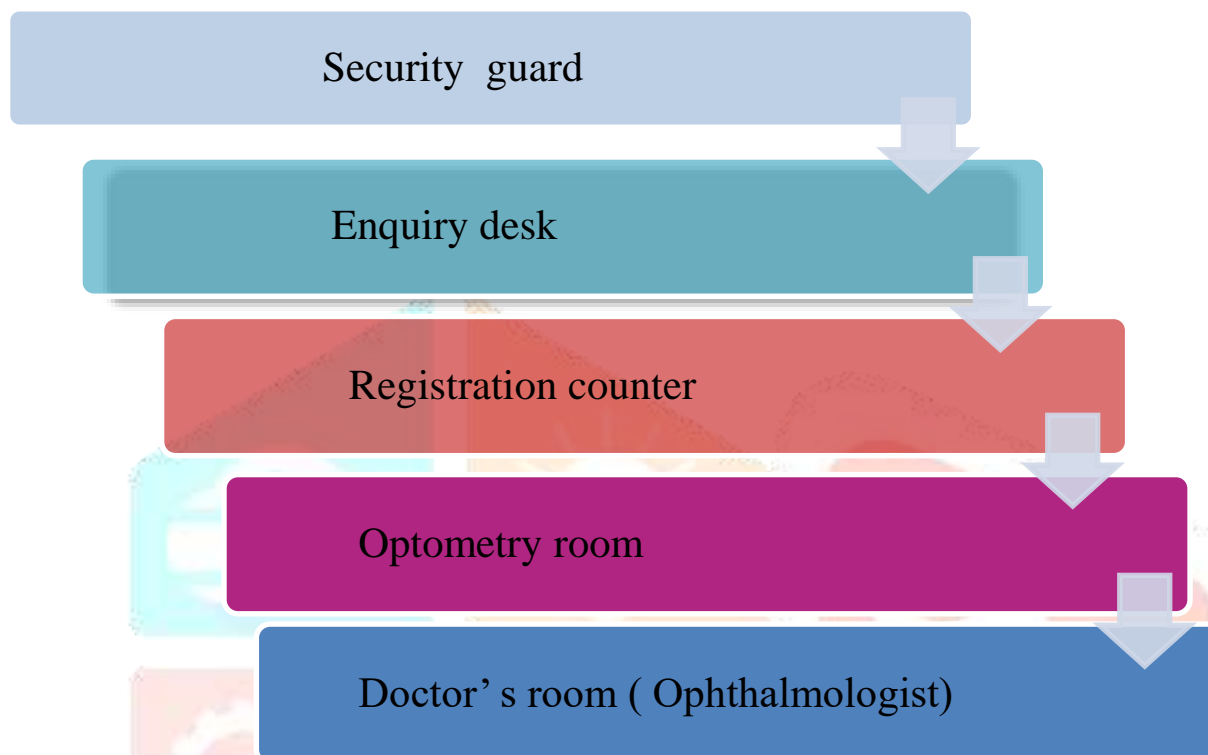 Security guard
Enquiry desk
Registration counter
Optometry room
Doctor’ s room ( Ophthalmologist)